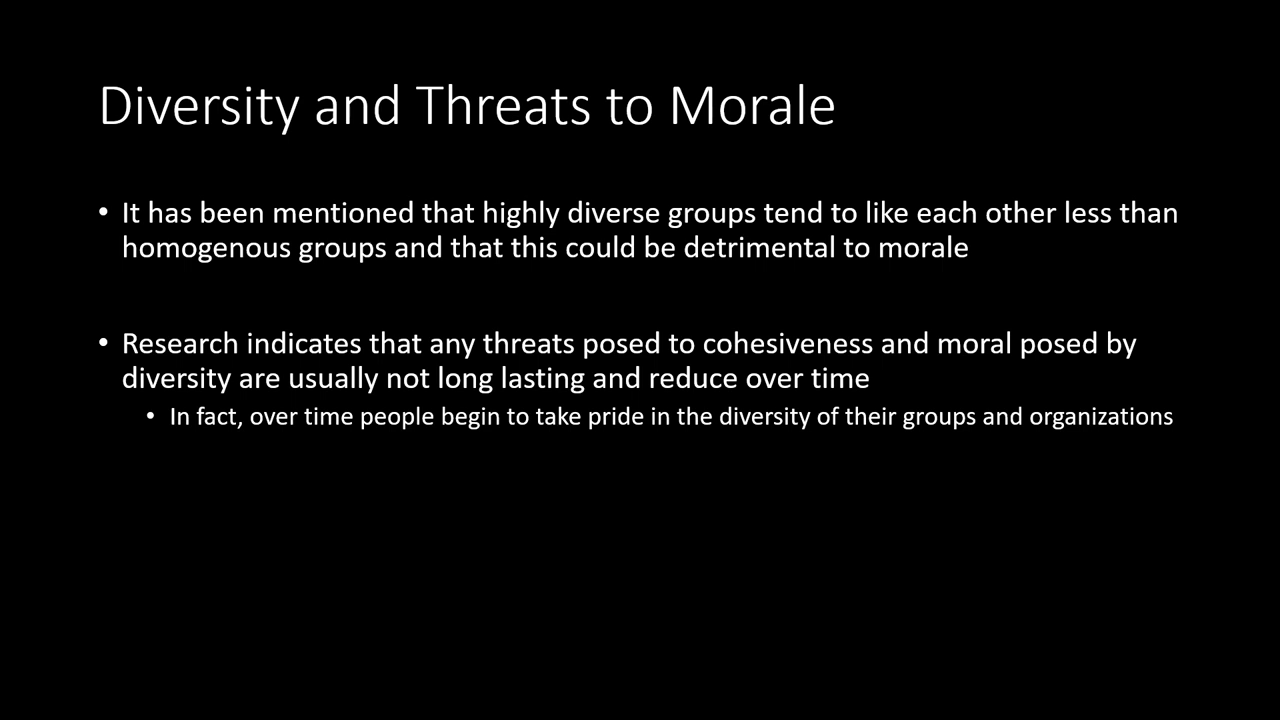 Diversity and Threats to Morale
• It has been mentioned that highly diverse groups tend to like each other less than
homogenous groups and that this could be detrimental to morale
• Research indicates that any threats posed to cohesiveness and moral posed by
diversity are usually not long lasting and reduce over time
• In fact, over time people begin to take pride in the diversity of their groups and organizations